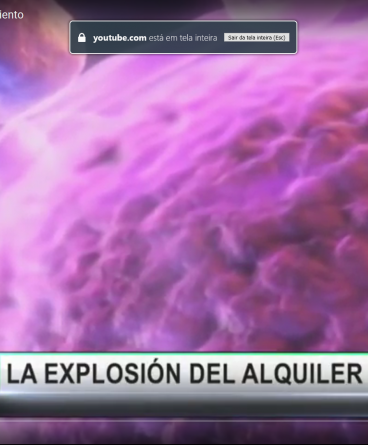 iento
youtube.com está em tela inteira Sair da tela inteira (Esc)
LA EXPLOSIÓN DEL ALQUILER